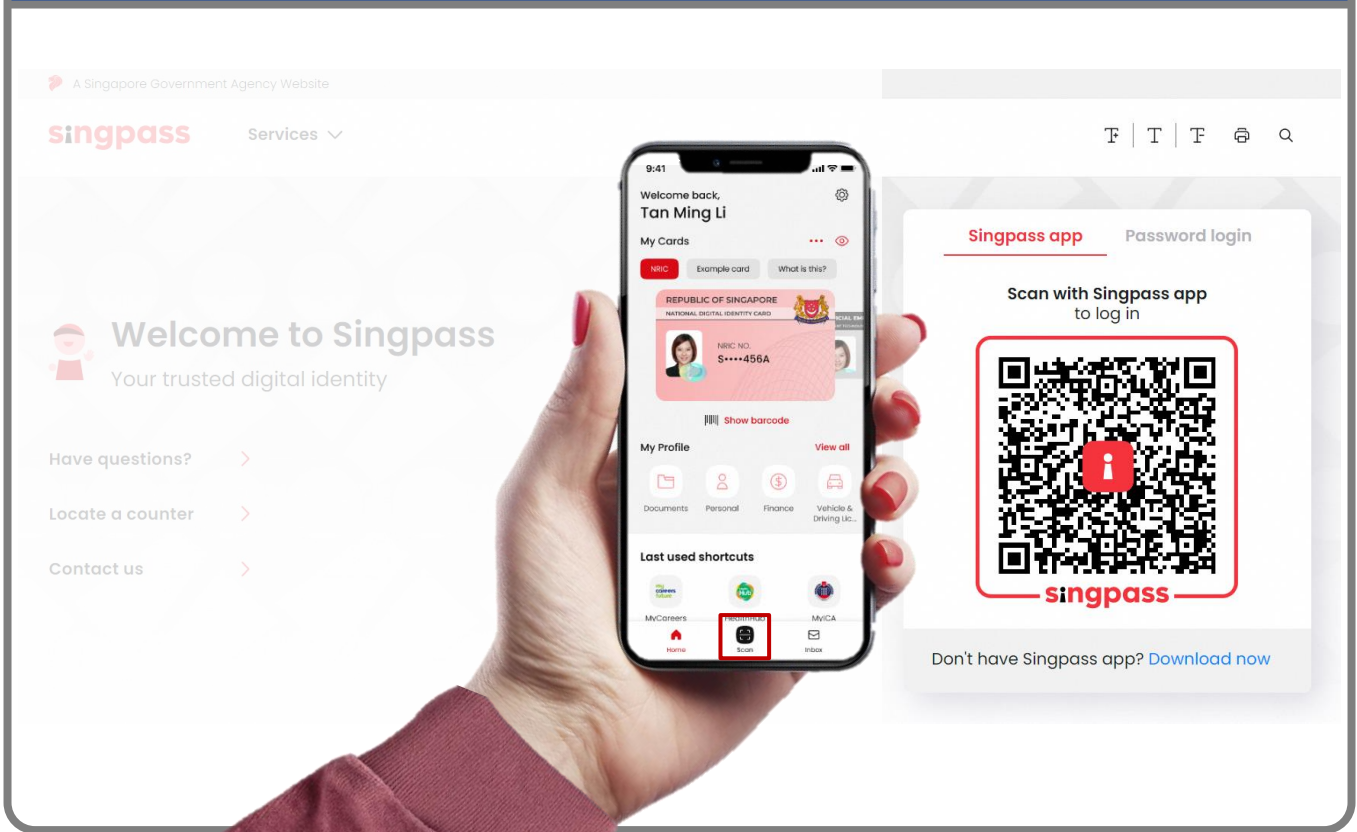 A Singapore Government Agency Website
singpass
Services
T+ T T-
Welcome to Singpass
Your trusted digital identity
Have questions?
Locate a counter
Contact us
9:41
Welcome back,
Tan Ming Li
My Cards
NRIC
Example card
What is this?
REPUBLIC OF SINGAPORE
NATIONAL DIGITAL IDENTITY CARD
NRIC NO.
S••••456A
Show barcode
My Profile
View all
Documents
Personal
Finance
Vehicle &
Driving Lic...
Last used shortcuts
my
careers
future
MyCareers
HealthHub
MyICA
Home
Scan
Inbox
Singpass app
Password login
Scan with Singpass app
to log in
singpass
Don't have Singpass app? Download now